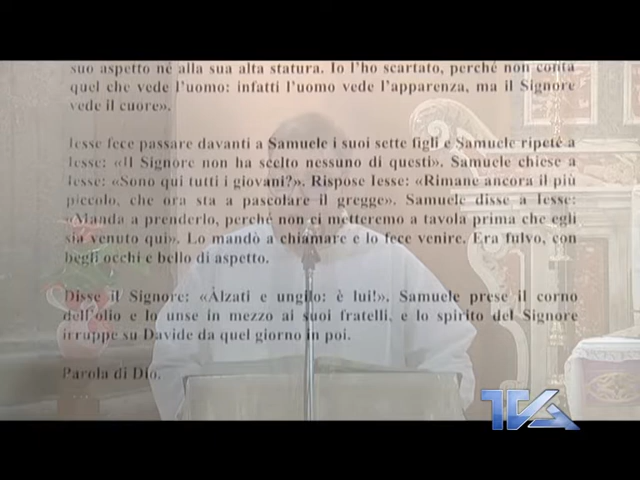 suo aspetto né alla sua alta statura. Io l'ho scartato, perché non conta
quel che vede l'uomo: infatti l'uomo vede l'apparenza, ma il Signore
vede il cuore».
Iesse fece passare davanti a Samuele i suoi sette figli e Samuele ripeté a
Iesse: «Il Signore non ha scelto nessuno di questi». Samuele chiese a
Iesse: «Sono qui tutti i giovani?». Rispose Iesse: «Rimane ancora il più
piccolo, che ora sta a pascolare il gregge». Samuele disse a Iesse:
«Manda a prenderlo, perché non ci metteremo a tavola prima che egli
sia venuto qui». Lo mandò a chiamare e lo fece venire. Era fulvo, con
begli occhi e bello di aspetto.
Disse il Signore: «Àlzati e ungilo: è lui!». Samuele prese il corno
dell'olio e lo unse in mezzo ai suoi fratelli, e lo spirito del Signore
irruppe su Davide da quel giorno in poi.
Parola di Dio.
TVA